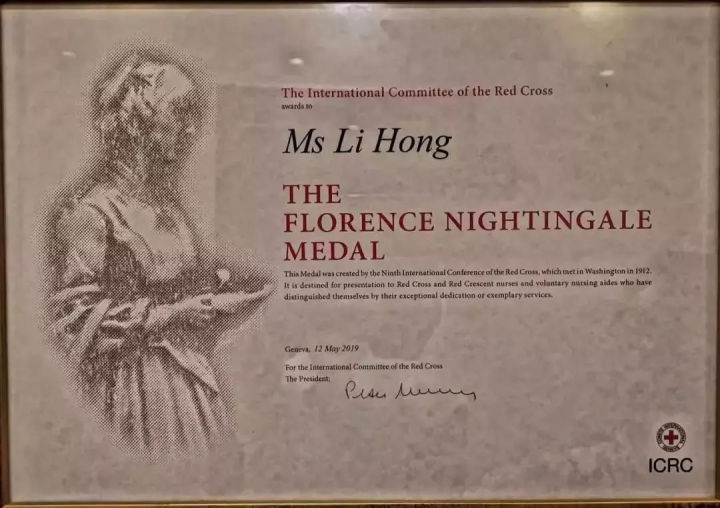 The International Committee of the Red Cross
awards to
Ms Li Hong
THE
FLORENCE NIGHTINGALE
MEDAL
This Medal was created by the Ninth International Conference of the Red Cross, which met in Washington in 1912.
It is destined for presentation to Red Cross and Red Crescent nurses and voluntary nursing aides who have
distinguished themselves by their exceptional dedication or exemplary services.
Geneva, 12 May 2019
For the International Committee of the Red Cross
The President:
ICRC